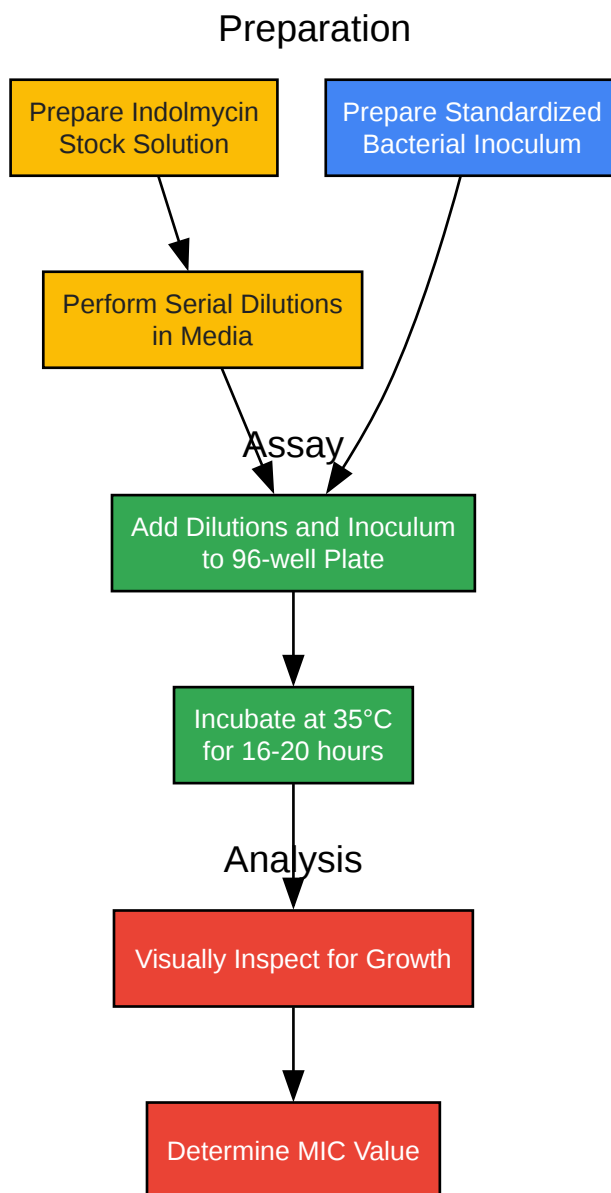 Preparation
Prepare Indolmycin
Stock Solution
Prepare Standardized
Bacterial Inoculum
Perform Serial Dilutions
in Media
Assay
Add Dilutions and Inoculum
to 96-well Plate
Incubate at 35°C
for 16-20 hours
Analysis
Visually Inspect for Growth
Determine MIC Value